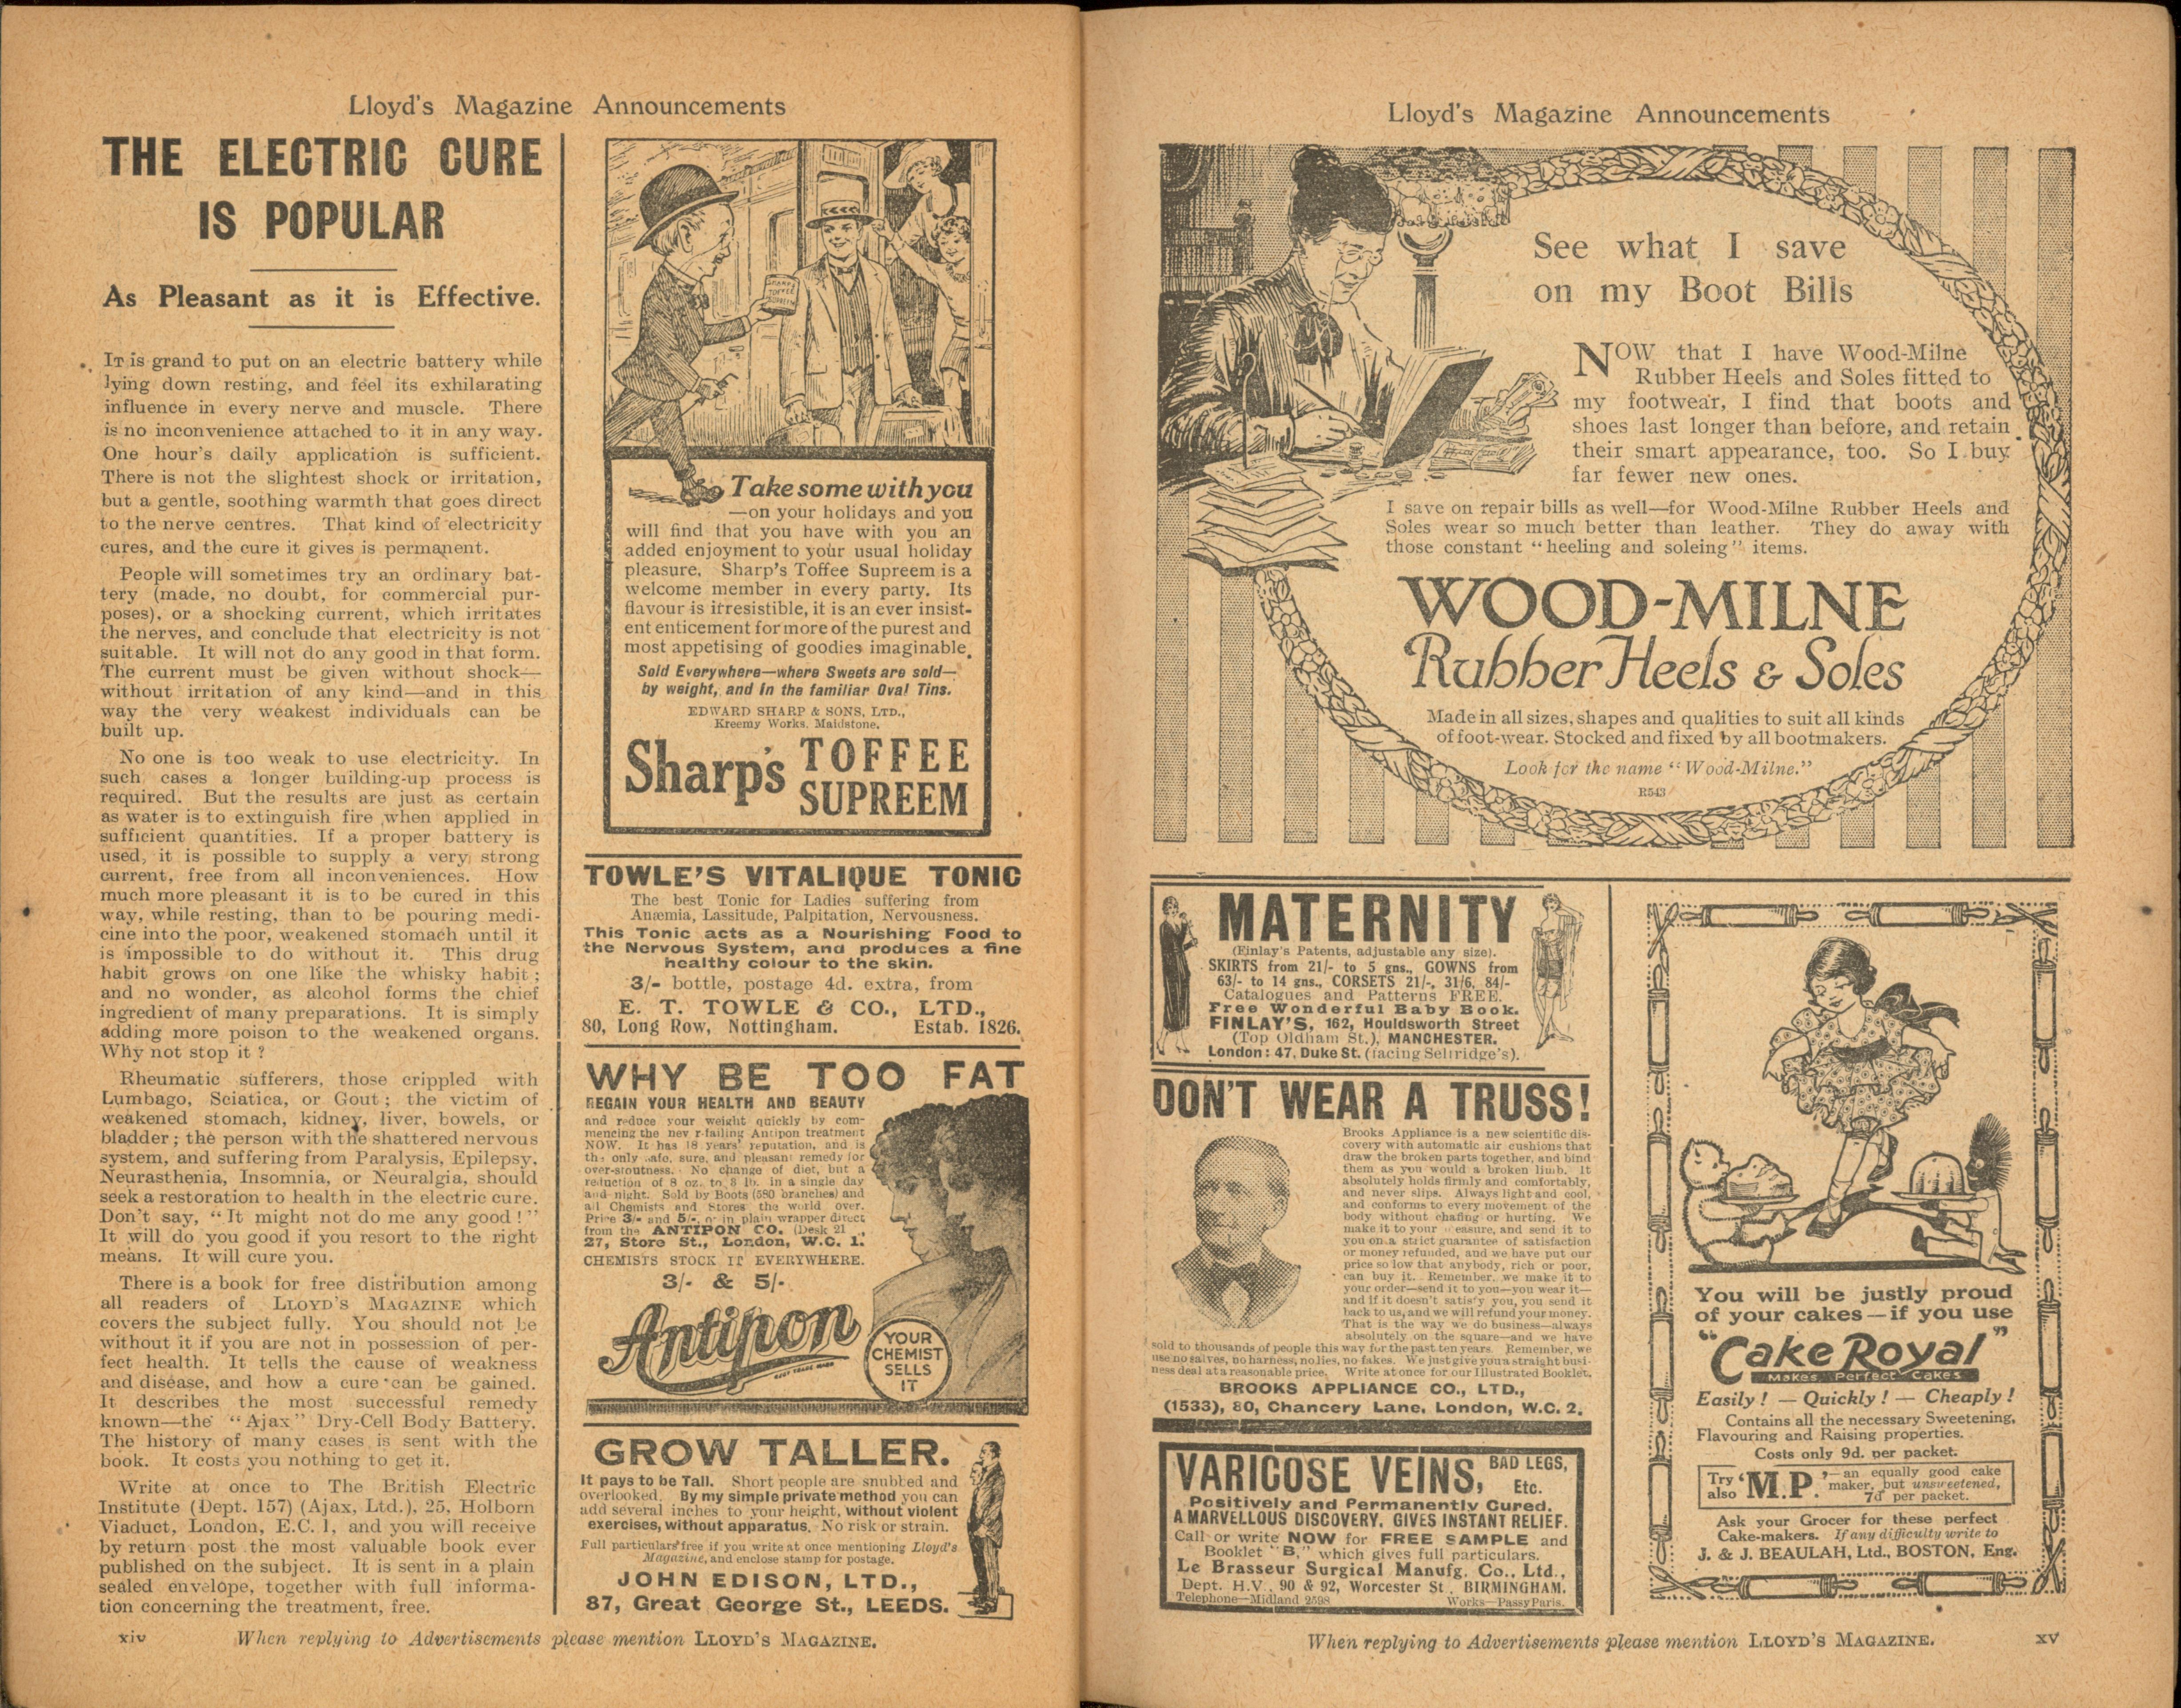 Lloyd's Magazine Announcements
THE ELECTRIC CURE
IS POPULAR
As Pleasant as it is Effective.
IT is grand to put on an electric battery while
lying down resting, and feel its exhilarating
influence in every nerve and muscle. There
is no inconvenience attached to it in any way.
One hour's daily application is sufficient.
There is not the slightest shock or irritation,
but a gentle, soothing warmth that goes direct
to the nerve centres. That kind of electricity
cures, and the cure it gives is permanent.
People will sometimes try an ordinary bat-
tery (made, no doubt, for commercial pur-
poses), or a shocking current, which irritates
the nerves, and conclude that electricity is not
suitable. It will not do any good in that form.
The current must be given without shock—
without irritation of any kind—and in this
way the very weakest individuals can be
built up.
No one is too weak to use electricity. In
such cases a longer building-up process is
required. But the results are just as certain
as water is to extinguish fire when applied in
sufficient quantities. If a proper battery is
used, it is possible to supply a very strong
current, free from all inconveniences. How
much more pleasant it is to be cured in this
way, while resting, than to be pouring medi-
cine into the poor, weakened stomach until it
is impossible to do without it. This drug
habit grows on one like the whisky habit;
and no wonder, as alcohol forms the chief
ingredient of many preparations. It is simply
adding more poison to the weakened organs.
Why not stop it?
Rheumatic sufferers, those crippled with
Lumbago, Sciatica, or Gout; the victim of
weakened stomach, kidney, liver, bowels, or
bladder; the person with the shattered nervous
system, and suffering from Paralysis, Epilepsy,
Neurasthenia, Insomnia, or Neuralgia, should
seek a restoration to health in the electric cure.
Don't say, "It might not do me any good!"
It will do you good if you resort to the right
means. It will cure you.
There is a book for free distribution among
all readers of LLOYD'S MAGAZINE which
covers the subject fully. You should not be
without it if you are not in possession of per-
fect health. It tells the cause of weakness
and disease, and how a cure can be gained.
It describes the most successful remedy
known—the "Ajax" Dry-Cell Body Battery.
The history of many cases is sent with the
book. It costs you nothing to get it.
Write at once to The British Electric
Institute (Dept. 157) (Ajax, Ltd.), 25, Holborn
Viaduct, London, E.C. 1, and you will receive
by return post the most valuable book ever
published on the subject. It is sent in a plain
sealed envelope, together with full informa-
tion concerning the treatment, free.
SHARP'S
TOFFEE
Take some with you
—on your holidays and you
will find that you have with you an
added enjoyment to your usual holiday
pleasure. Sharp's Toffee Supreem is a
welcome member in every party. Its
flavour is irresistible, it is an ever insist-
ent enticement for more of the purest and
most appetising of goodies imaginable.
Sold Everywhere—where Sweets are sold—
by weight, and in the familiar Oval Tins.
EDWARD SHARP & SONS, LTD.,
Kreemy Works, Maidstone.
Sharp's TOFFEE
SUPREEM
TOWLE'S VITALIQUE TONIC
The best Tonic for Ladies suffering from
Anæmia, Lassitude, Palpitation, Nervousness.
This Tonic acts as a Nourishing Food to
the Nervous System, and produces a fine
healthy colour to the skin.
3/- bottle, postage 4d. extra, from
E. T. TOWLE & CO., LTD.,
80, Long Row, Nottingham. Estab. 1826.
WHY BE TOO FAT
REGAIN YOUR HEALTH AND BEAUTY
and reduce your weight quickly by com-
mencing the never-failing Antipon treatment
NOW. It has 18 years' reputation, and is
the only safe, sure, and pleasant remedy for
over-stoutness. No change of diet, but a
reduction of 8 oz. to 3 lb. in a single day
and night. Sold by Boots (580 branches) and
all Chemists and Stores the world over.
Price 3/- and 5/-, or in plain wrapper direct
from the ANTIPON CO. (Desk 21
27, Store St., London, W.C. 1.
CHEMISTS STOCK IT EVERYWHERE.
3/- & 5/-
Antipon
YOUR
CHEMIST
SELLS
IT
GROW TALLER.
It pays to be Tall. Short people are snubbed and
overlooked. By my simple private method you can
add several inches to your height, without violent
exercises, without apparatus. No risk or strain.
Full particulars free if you write at once mentioning Lloyd's
Magazine, and enclose stamp for postage.
JOHN EDISON, LTD.,
87, Great George St., LEEDS.
xiv When replying to Advertisements please mention LLOYD'S MAGAZINE.
Lloyd's Magazine Announcements
See what I save
on my Boot Bills
NOW that I have Wood-Milne
Rubber Heels and Soles fitted to
my footwear, I find that boots and
shoes last longer than before, and retain
their smart appearance, too. So I buy
far fewer new ones.
I save on repair bills as well—for Wood-Milne Rubber Heels and
Soles wear so much better than leather. They do away with
those constant "heeling and soleing" items.
WOOD-MILNE
Rubber Heels & Soles
Made in all sizes, shapes and qualities to suit all kinds
of foot-wear. Stocked and fixed by all bootmakers.
Look for the name "Wood-Milne."
R543
MATERNITY
(Finlay's Patents, adjustable any size).
SKIRTS from 21/- to 5 gns., GOWNS from
63/- to 14 gns., CORSETS 21/-, 31/6, 84/-
Catalogues and Patterns FREE.
Free Wonderful Baby Book.
FINLAY'S, 162, Houldsworth Street
(Top Oldham St.), MANCHESTER.
London: 47, Duke St. (facing Selfridge's).
DON'T WEAR A TRUSS!
Brooks Appliance is a new scientific dis-
covery with automatic air cushions that
draw the broken parts together, and bind
them as you would a broken limb. It
absolutely holds firmly and comfortably,
and never slips. Always light and cool,
and conforms to every movement of the
body without chafing or hurting. We
make it to your measure, and send it to
you on a strict guarantee of satisfaction
or money refunded, and we have put our
price so low that anybody, rich or poor,
can buy it. Remember, we make it to
your order—send it to you—you wear it—
and if it doesn't satisfy you, you send it
back to us, and we will refund your money.
That is the way we do business—always
absolutely on the square—and we have
sold to thousands of people this way for the past ten years. Remember, we
use no salves, no harness, no lies, no fakes. We just give you a straight busi-
ness deal at a reasonable price. Write at once for our Illustrated Booklet.
BROOKS APPLIANCE CO., LTD.,
(1533), 80, Chancery Lane, London, W.C. 2.
VARICOSE VEINS, BAD LEGS,
Etc.
Positively and Permanently Cured.
A MARVELLOUS DISCOVERY, GIVES INSTANT RELIEF.
Call or write NOW for FREE SAMPLE and
Booklet "B," which gives full particulars.
Le Brasseur Surgical Manufg. Co., Ltd.,
Dept. H.V., 90 & 92, Worcester St., BIRMINGHAM.
Telephone—Midland 2598 Works—Passy Paris.
You will be justly proud
of your cakes—if you use
"Cake Royal"
Makes Perfect Cakes
Easily! — Quickly! — Cheaply!
Contains all the necessary Sweetening,
Flavouring and Raising properties.
Costs only 9d. per packet.
Try also 'M.P.'—an equally good cake
maker, but unsweetened,
7d per packet.
Ask your Grocer for these perfect
Cake-makers. If any difficulty write to
J. & J. BEAULAH, Ltd., BOSTON, Eng.
When replying to Advertisements please mention LLOYD'S MAGAZINE. xv